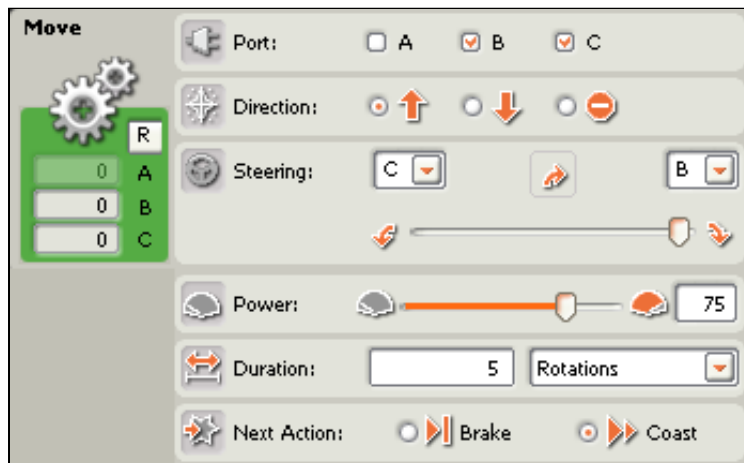 Move
Port: A B C
Direction:
R
0 A
Steering: C B
0 B
0 C
Power: 75
Duration: 5 Rotations
Next Action: Brake Coast